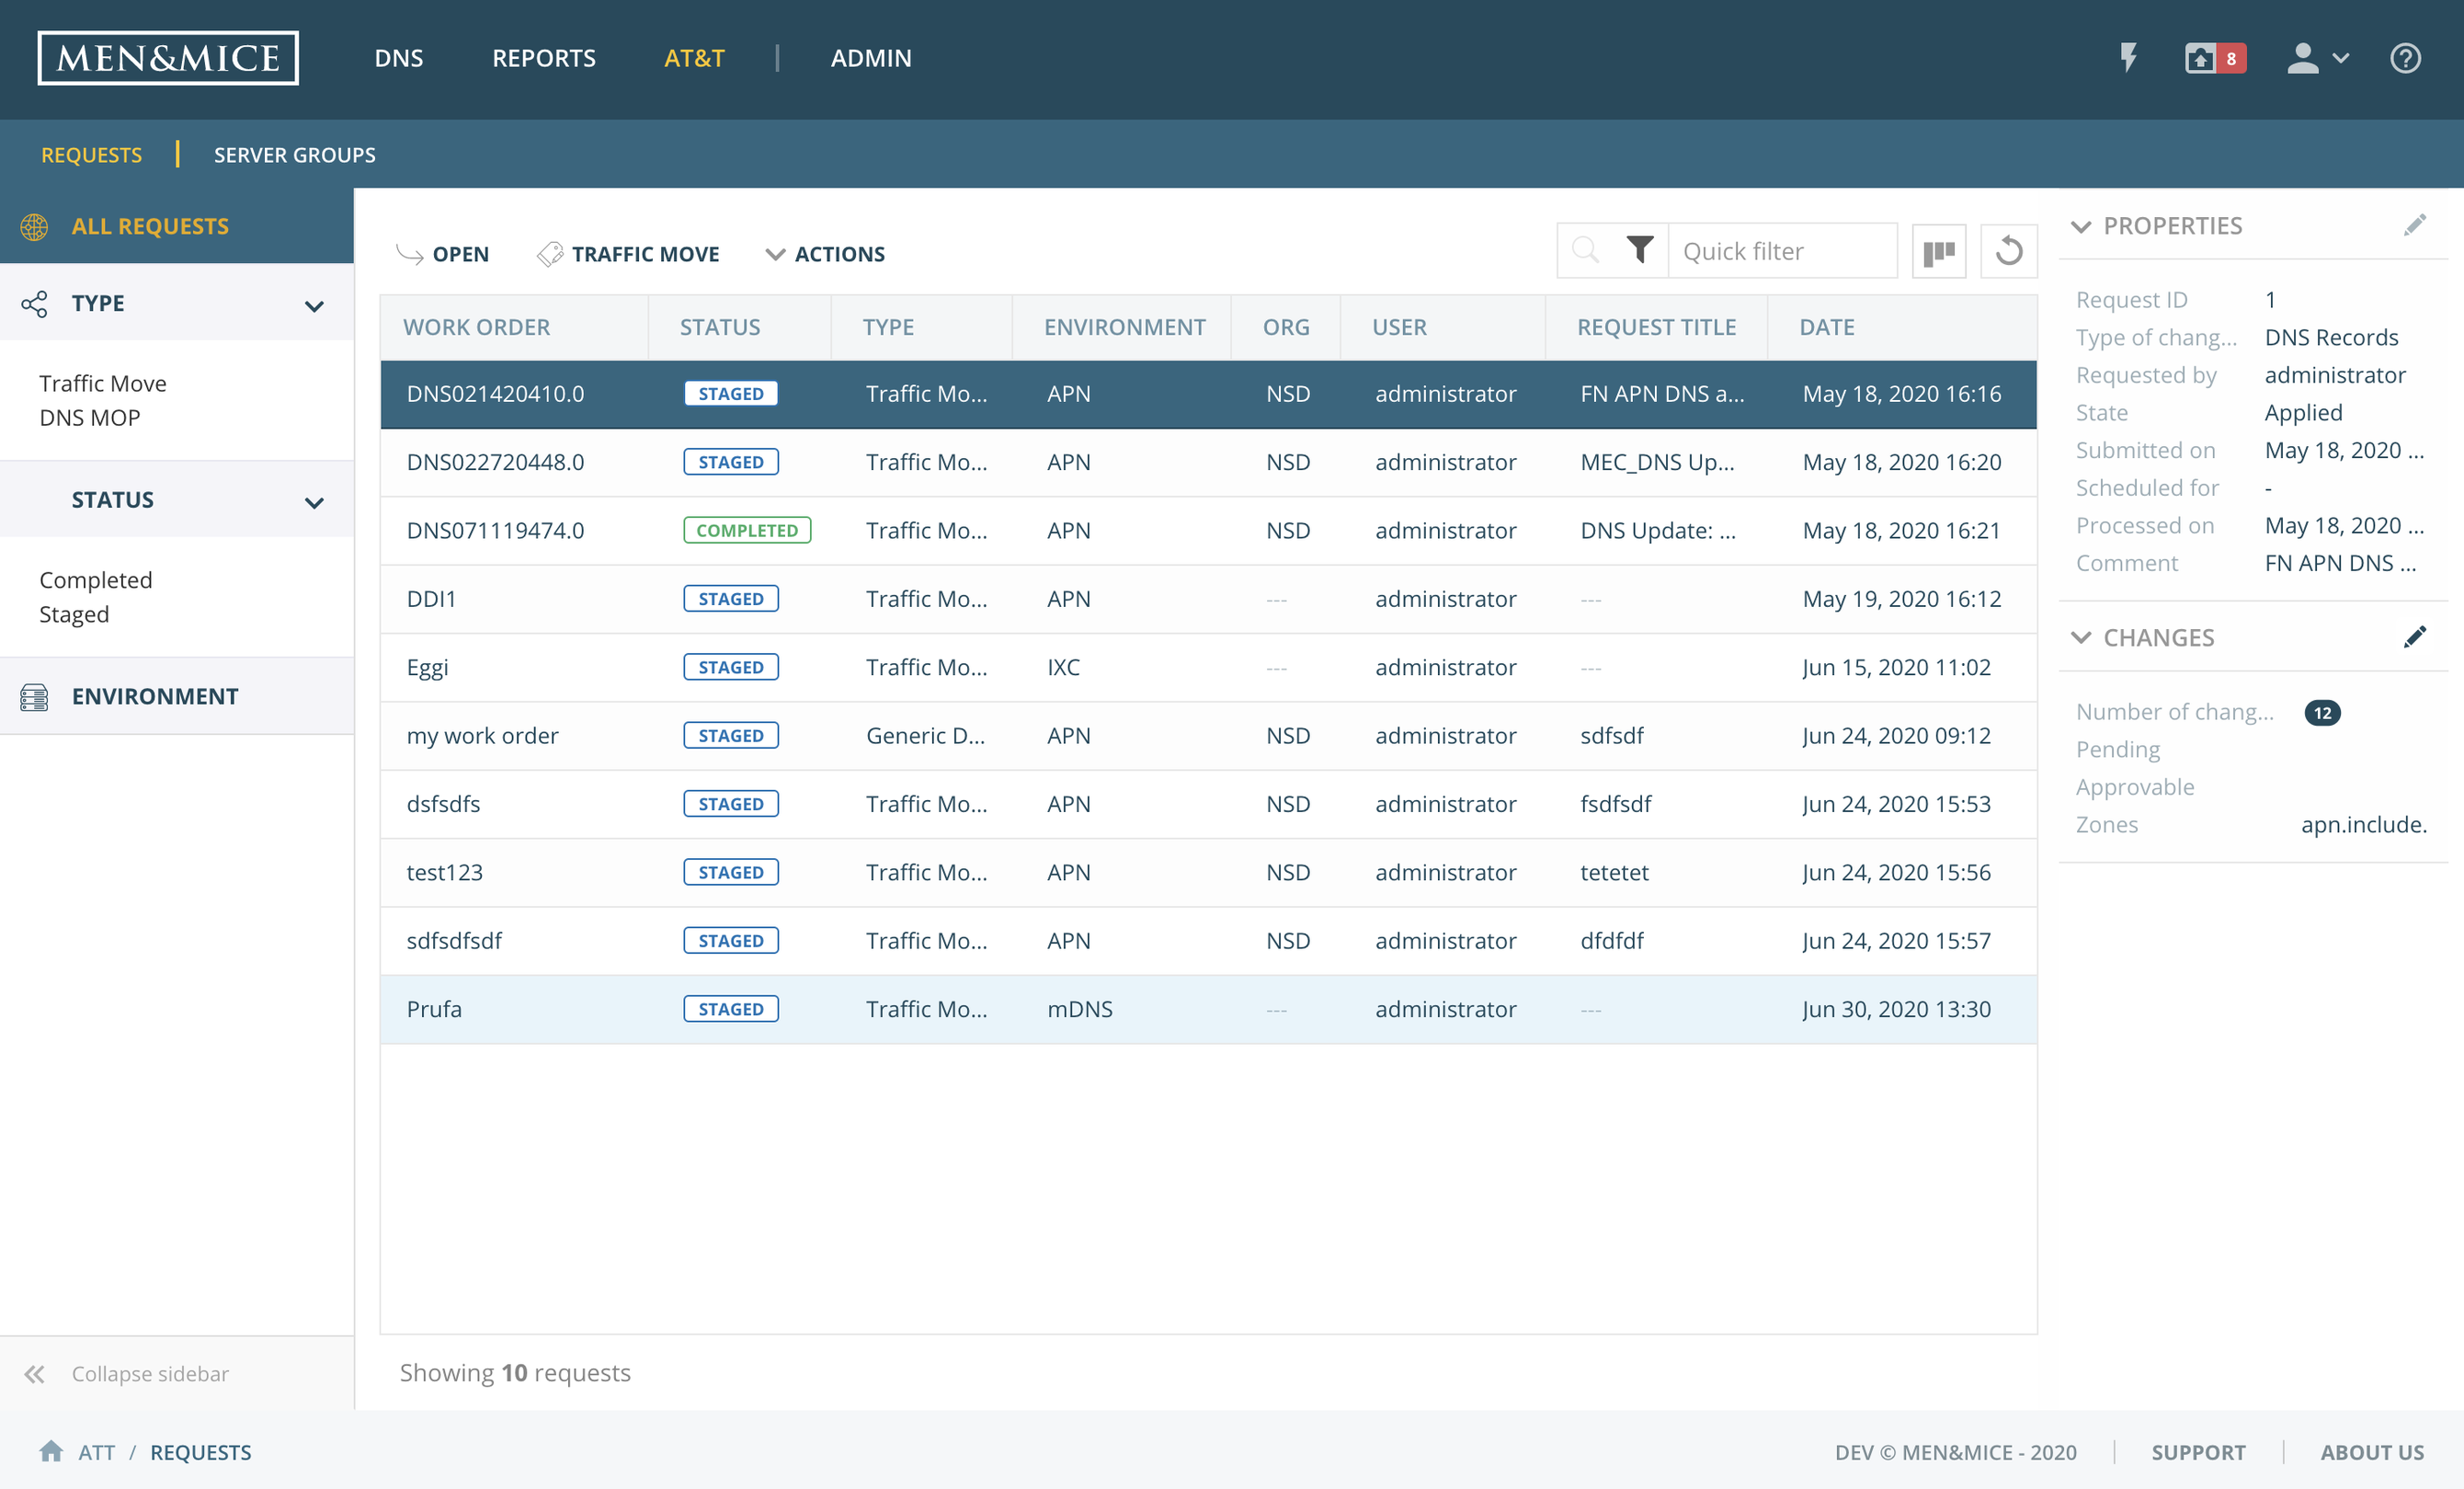 MEN&MICE DNS REPORTS AT&T | ADMIN 8
REQUESTS | SERVER GROUPS
ALL REQUESTS
TYPE
Traffic Move
DNS MOP
STATUS
Completed
Staged
ENVIRONMENT
Collapse sidebar
OPEN TRAFFIC MOVE ACTIONS Quick filter
WORK ORDER STATUS TYPE ENVIRONMENT ORG USER REQUEST TITLE DATE
DNS021420410.0 STAGED Traffic Mo... APN NSD administrator FN APN DNS a... May 18, 2020 16:16
DNS022720448.0 STAGED Traffic Mo... APN NSD administrator MEC_DNS Up... May 18, 2020 16:20
DNS071119474.0 COMPLETED Traffic Mo... APN NSD administrator DNS Update: ... May 18, 2020 16:21
DDI1 STAGED Traffic Mo... APN --- administrator --- May 19, 2020 16:12
Eggi STAGED Traffic Mo... IXC --- administrator --- Jun 15, 2020 11:02
my work order STAGED Generic D... APN NSD administrator sdfsdf Jun 24, 2020 09:12
dsfsdfs STAGED Traffic Mo... APN NSD administrator fsdfsdf Jun 24, 2020 15:53
test123 STAGED Traffic Mo... APN NSD administrator tetetet Jun 24, 2020 15:56
sdfsdfsdf STAGED Traffic Mo... APN NSD administrator dfdfdf Jun 24, 2020 15:57
Prufa STAGED Traffic Mo... mDNS --- administrator --- Jun 30, 2020 13:30
Showing 10 requests
PROPERTIES
Request ID 1
Type of chang... DNS Records
Requested by administrator
State Applied
Submitted on May 18, 2020 ...
Scheduled for -
Processed on May 18, 2020 ...
Comment FN APN DNS ...
CHANGES
Number of chang... 12
Pending
Approvable
Zones apn.include.
ATT / REQUESTS DEV © MEN&MICE - 2020 | SUPPORT | ABOUT US